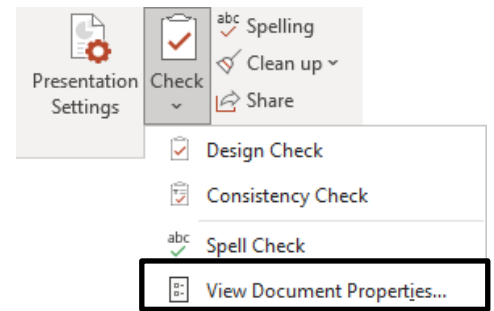 Presentation
Settings
Check
abc Spelling
Clean up
Share
Design Check
Consistency Check
abc Spell Check
View Document Properties...